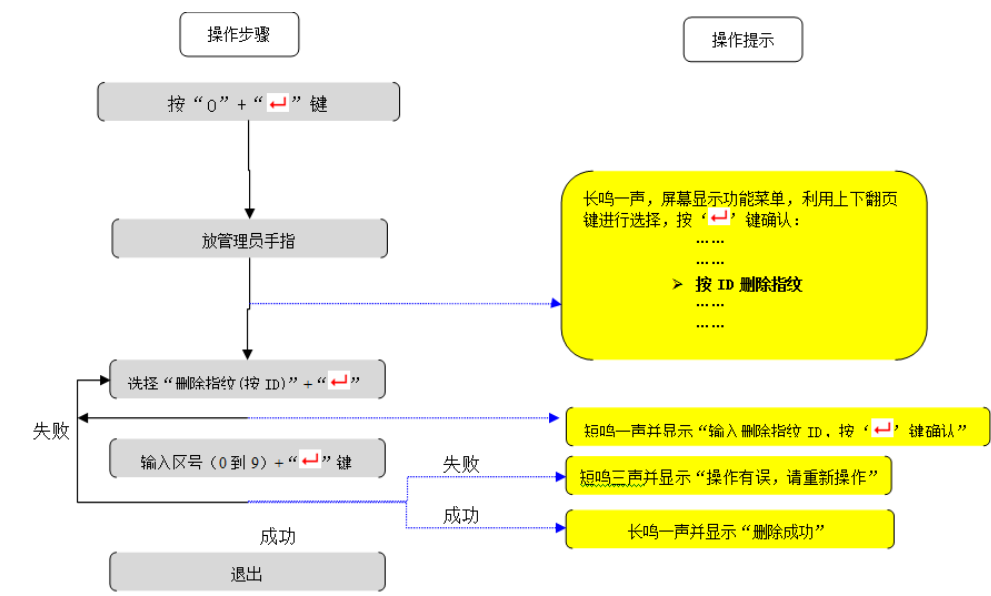 操作步骤
操作提示
按“0”+“↵”键
长鸣一声，屏幕显示功能菜单，利用上下翻页
键进行选择，按‘↵’键确认：
……
……
➢ 按 ID 删除指纹
……
……
放管理员手指
选择“删除指纹(按 ID)”+“↵”
失败
短鸣一声并显示“输入删除指纹 ID，按‘↵’键确认”
输入区号（0 到 9）+“↵”键
失败
短鸣三声并显示“操作有误，请重新操作”
成功
长鸣一声并显示“删除成功”
成功
退出